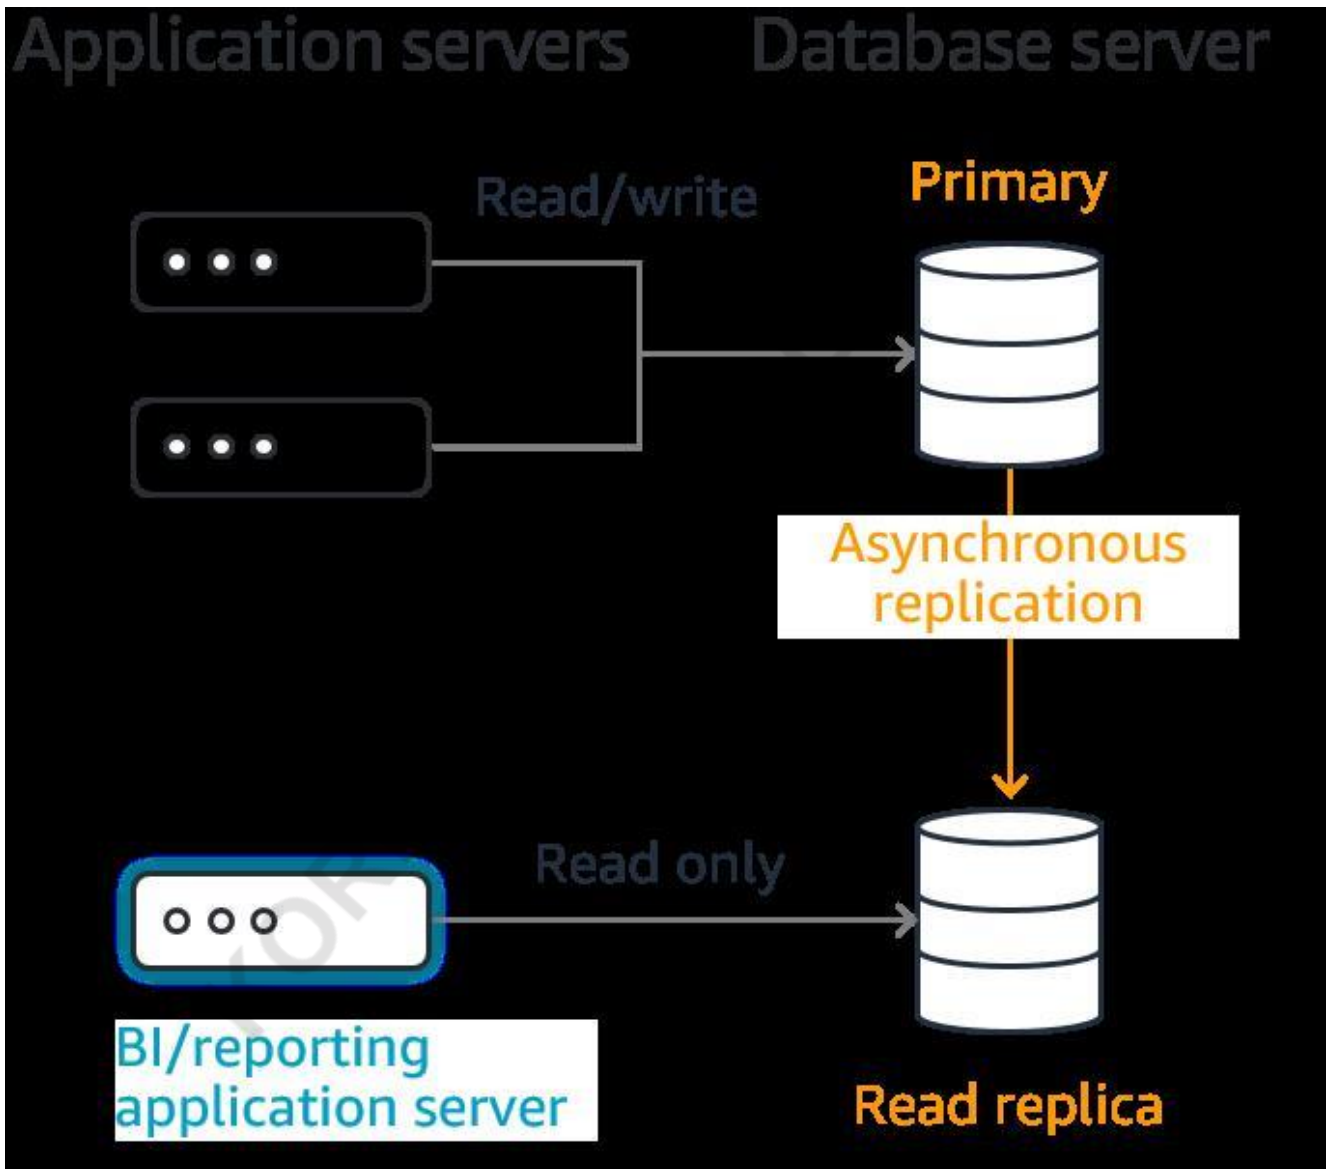 Application servers
Database server
Read/write
Primary
Asynchronous
replication
Read only
BI/reporting
application server
Read replica